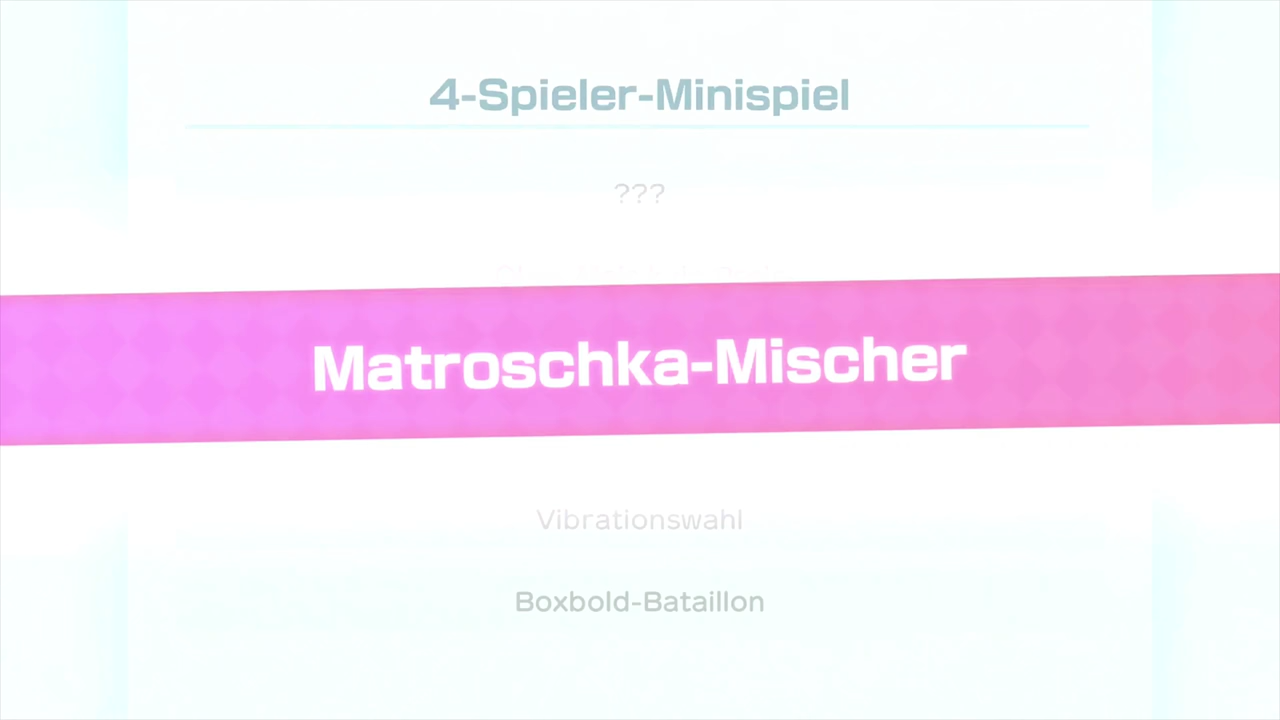 4-Spieler-Minispiel
???
Matroschka-Mischer
Vibrationswahl
Boxbold-Bataillon